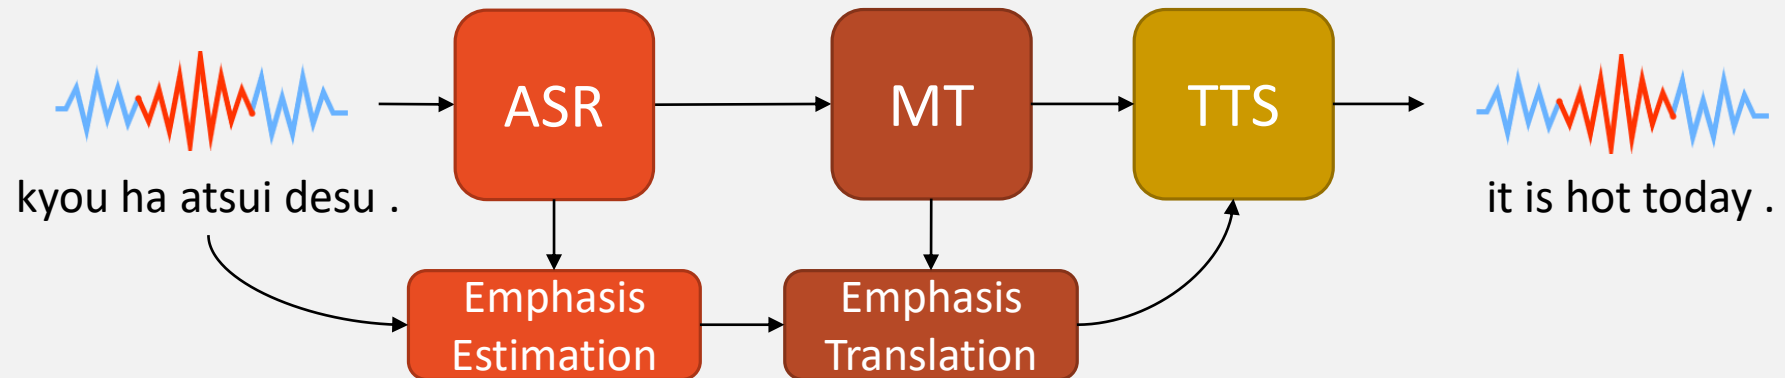 ASR
MT
TTS
kyou ha atsui desu .
it is hot today .
Emphasis
Estimation
Emphasis
Translation